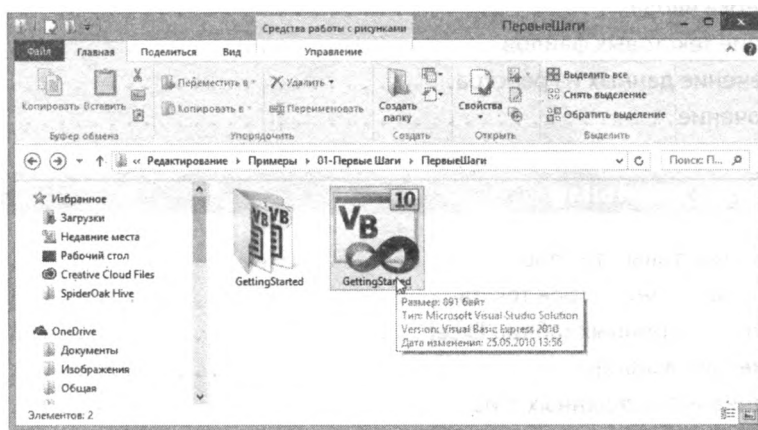 Средства работы с рисунками
ПервыеШаги
Файл Главная Поделиться Вид Управление
Копировать Вставить
Переместить в
Копировать в
Удалить
Переименовать
Создать папку
Свойства
Выделить все
Снять выделение
Обратить выделение
Буфер обмена Упорядочить Создать Открыть Выделить
« Редактирование Примеры 01-Первые Шаги ПервыеШаги
Поиск: П...
Избранное
Загрузки
Недавние места
Рабочий стол
Creative Cloud Files
SpiderOak Hive
OneDrive
Документы
Изображения
Общая
VB VB
GettingStarted
10
VB
GettingStarted
Размер: 891 байт
Тип: Microsoft Visual Studio Solution
Version: Visual Basic Express 2010
Дата изменения: 25.05.2010 13:56
Элементов: 2